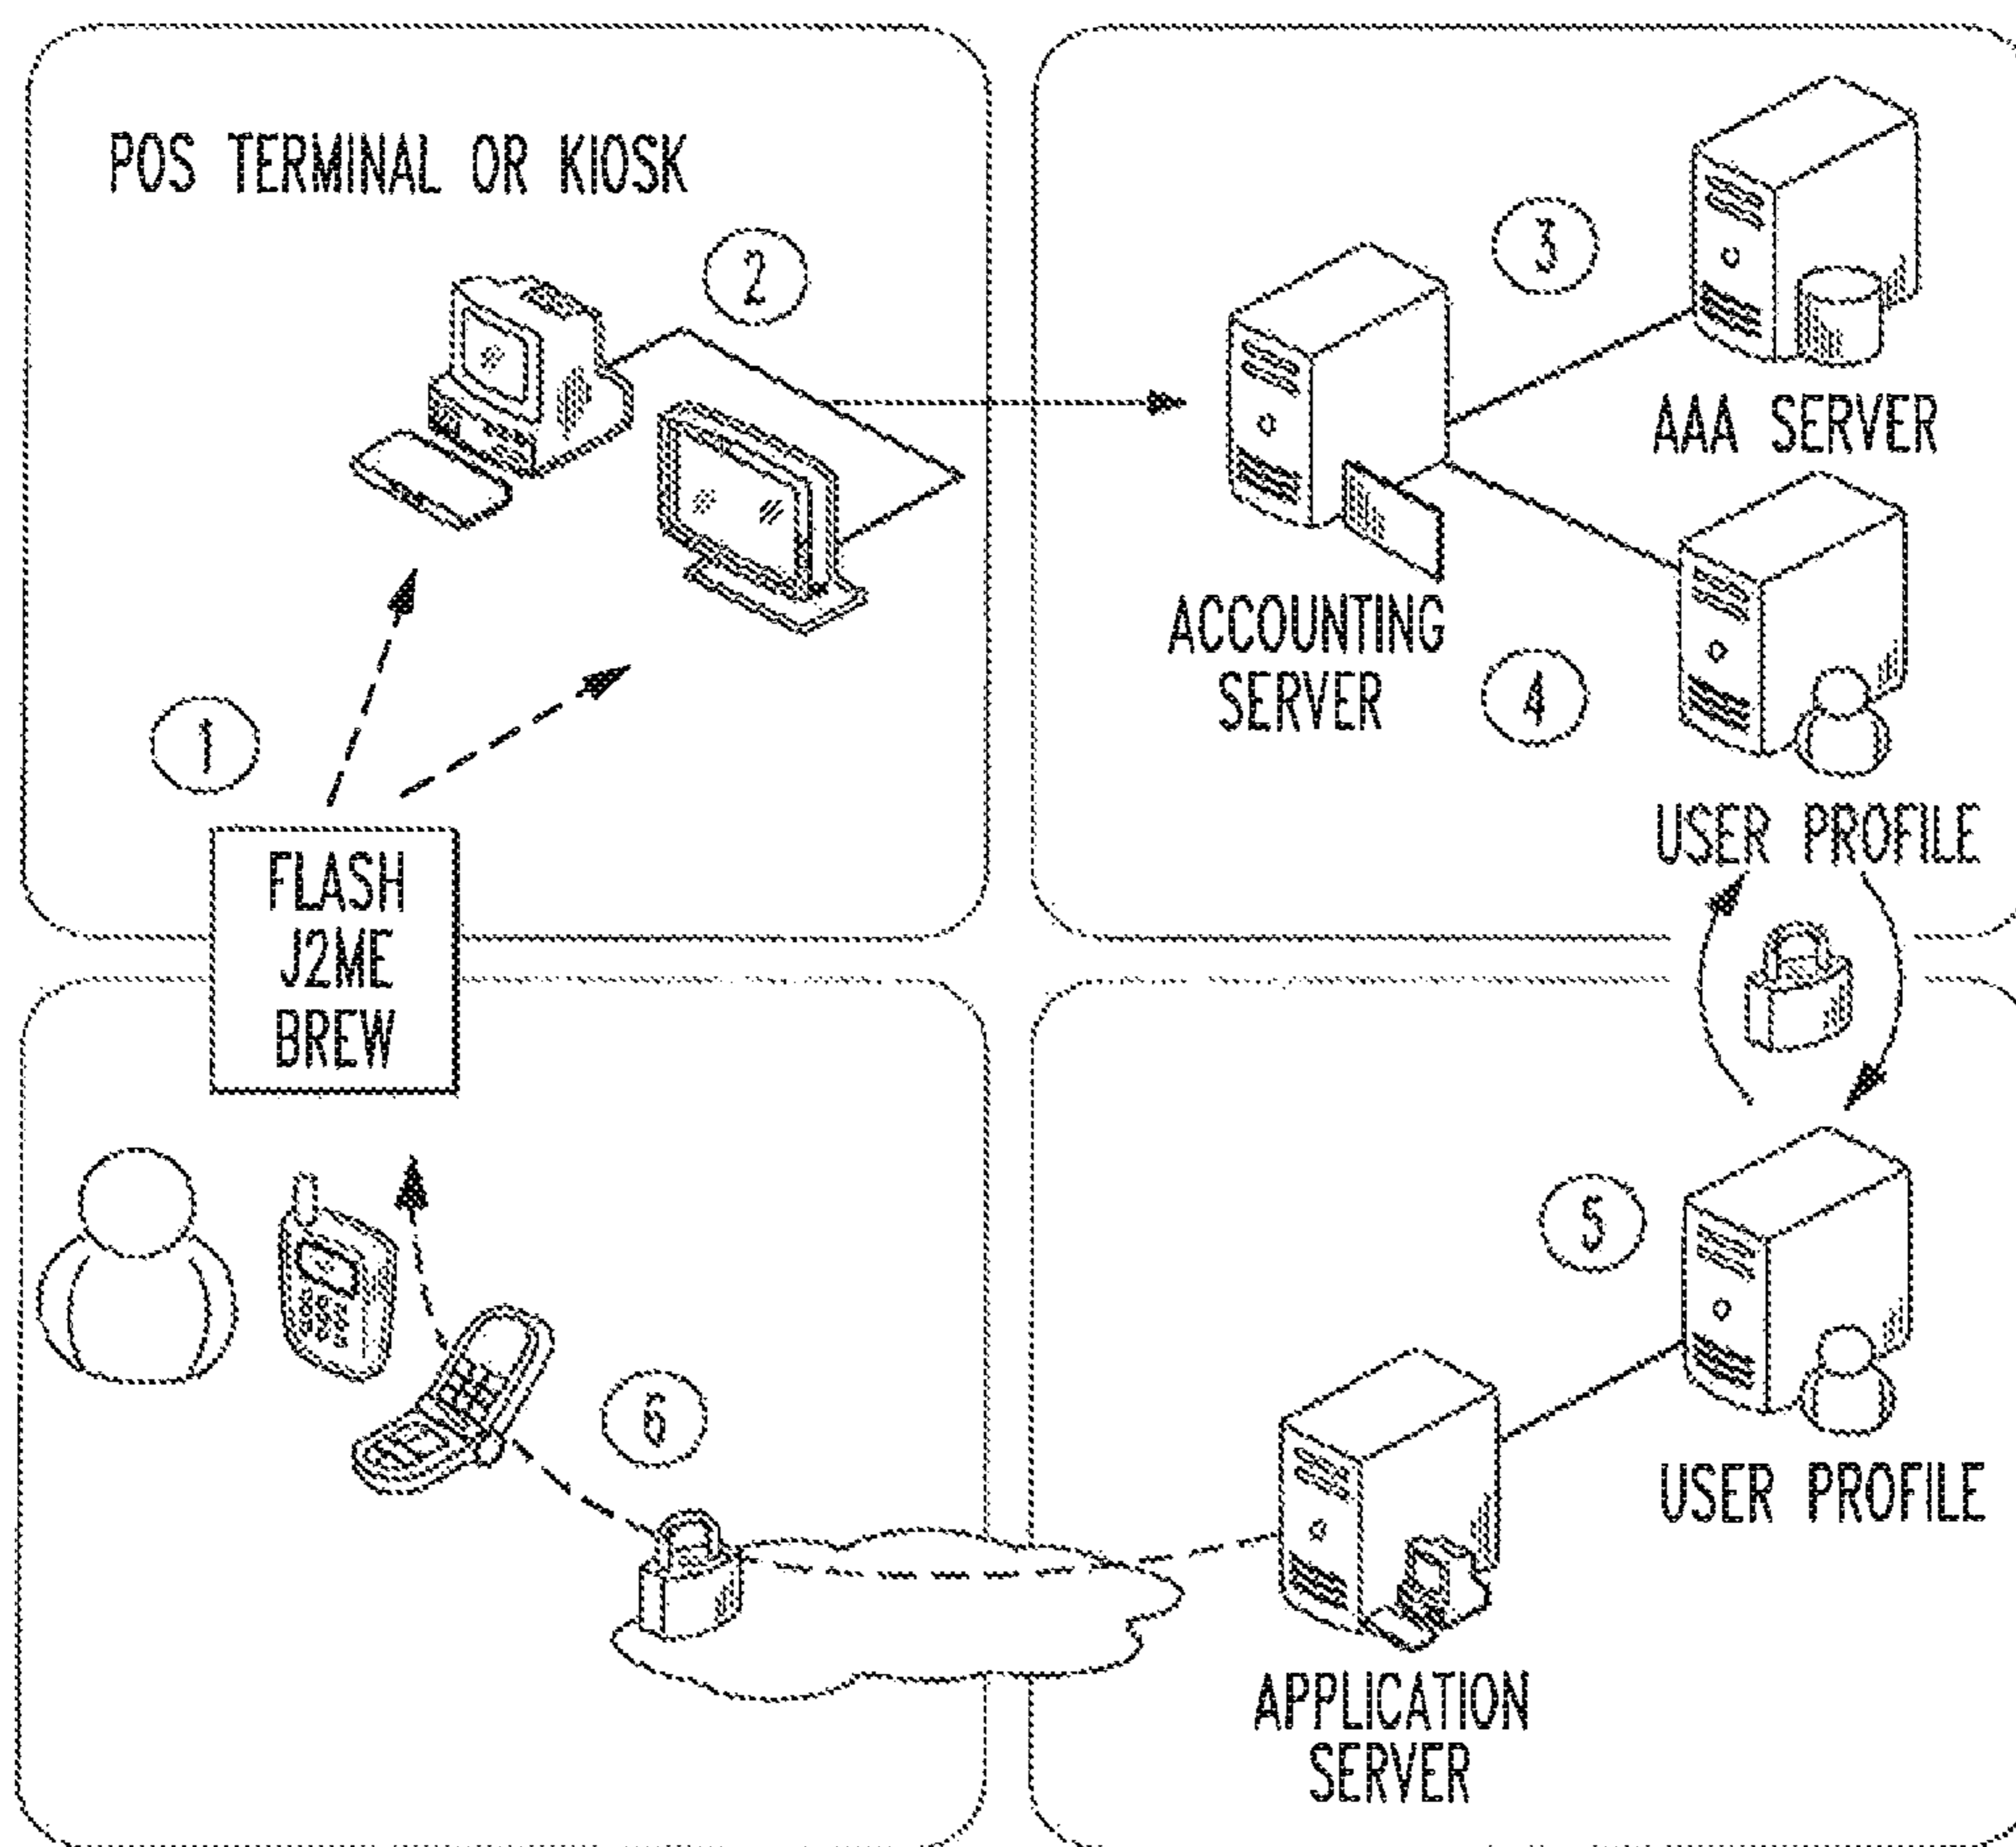 POS TERMINAL OR KIOSK
2
3
AAA SERVER
ACCOUNTING
SERVER
4
1
USER PROFILE
FLASH
J2ME
BREW
5
6
USER PROFILE
APPLICATION
SERVER